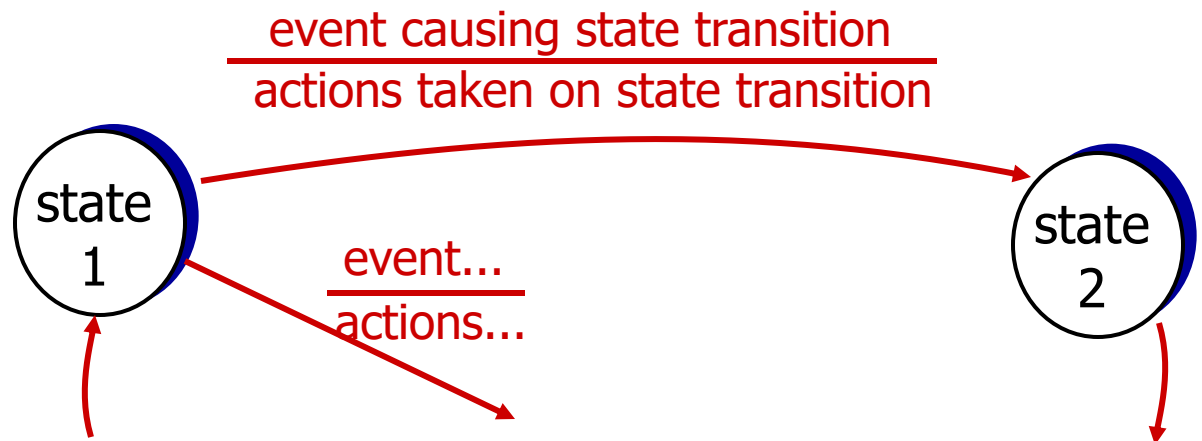 event causing state transition
actions taken on state transition
state
1
state
2
event...
actions...